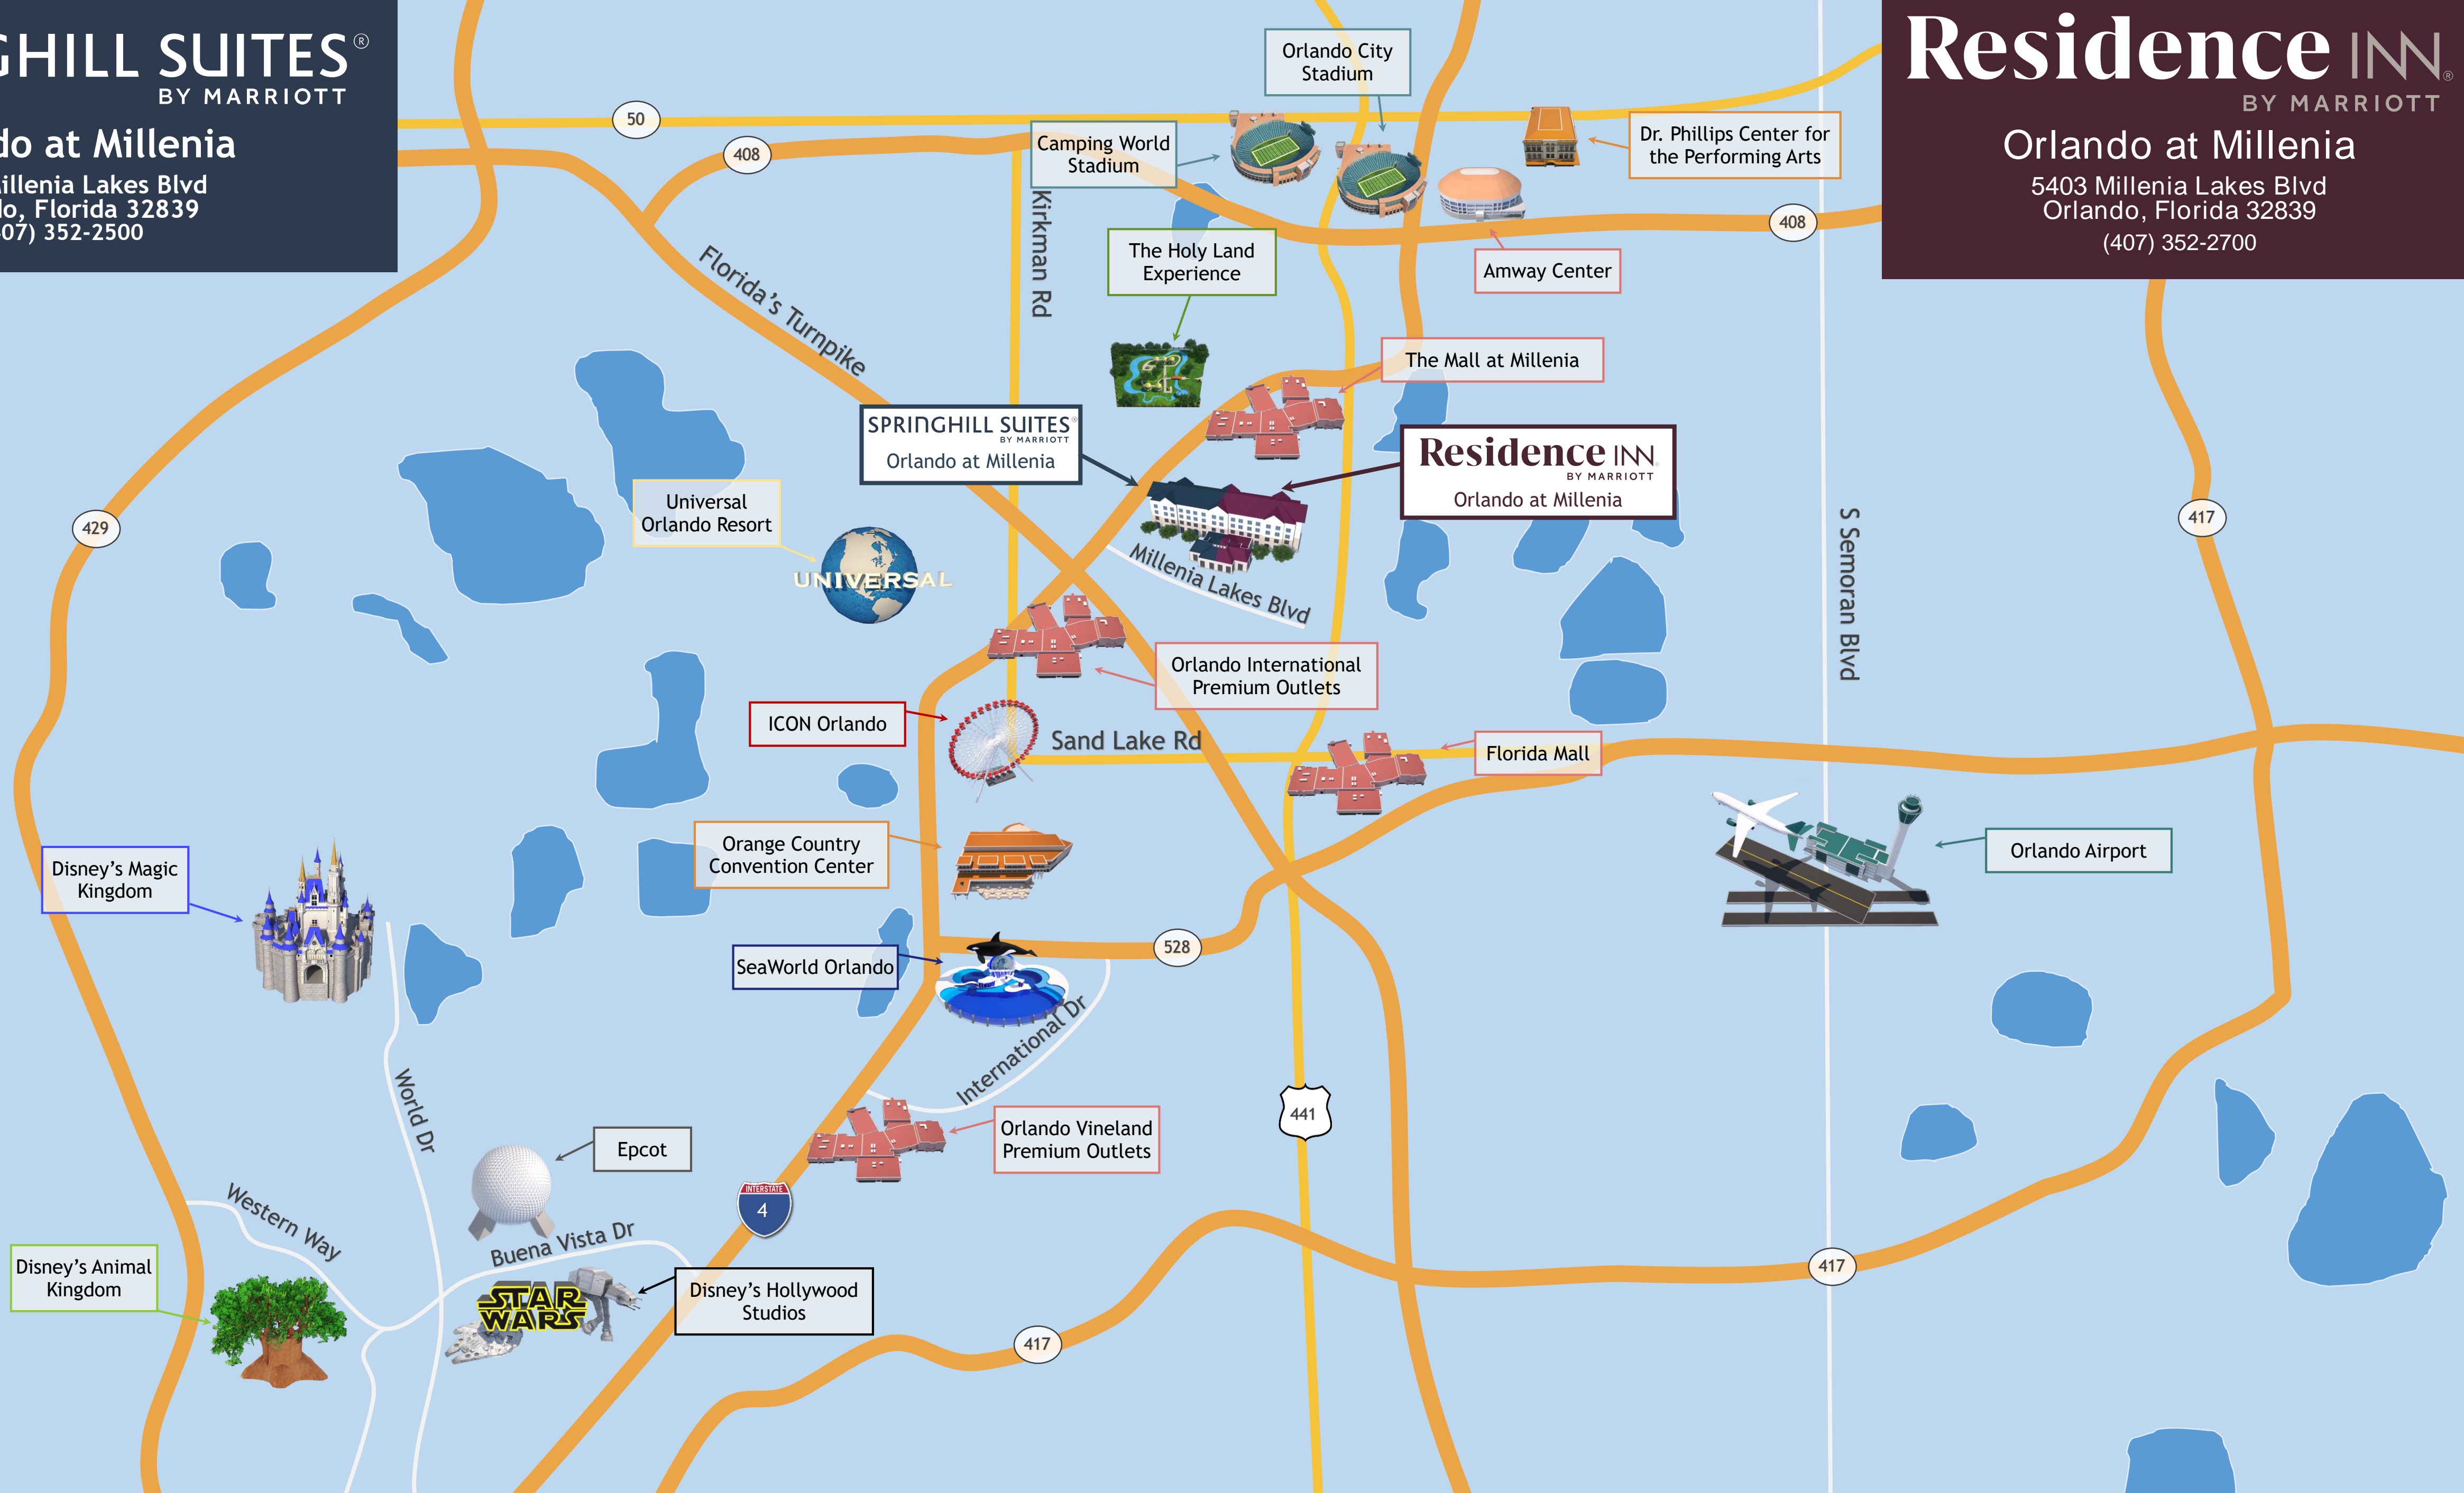 SUITES®
BY MARRIOTT
at Millenia
Lakes Blvd
Florida 32839
352-2500
Residence INN®
BY MARRIOTT
Orlando at Millenia
5403 Millenia Lakes Blvd
Orlando, Florida 32839
(407) 352-2700
Orlando City
Stadium
50
408
Camping World
Stadium
Dr. Phillips Center for
the Performing Arts
408
Kirkman Rd
The Holy Land
Experience
Amway Center
Florida's Turnpike
The Mall at Millenia
SPRINGHILL SUITES®
BY MARRIOTT
Orlando at Millenia
Residence INN®
BY MARRIOTT
Orlando at Millenia
Universal
Orlando Resort
UNIVERSAL
429
417
S Semoran Blvd
Millenia Lakes Blvd
Orlando International
Premium Outlets
ICON Orlando
Sand Lake Rd
Florida Mall
Orange Country
Convention Center
Orlando Airport
Disney's Magic
Kingdom
SeaWorld Orlando
528
International Dr
World Dr
441
Orlando Vineland
Premium Outlets
Epcot
INTERSTATE
4
Western Way
Buena Vista Dr
Disney's Animal
Kingdom
STAR
WARS
Disney's Hollywood
Studios
417
417